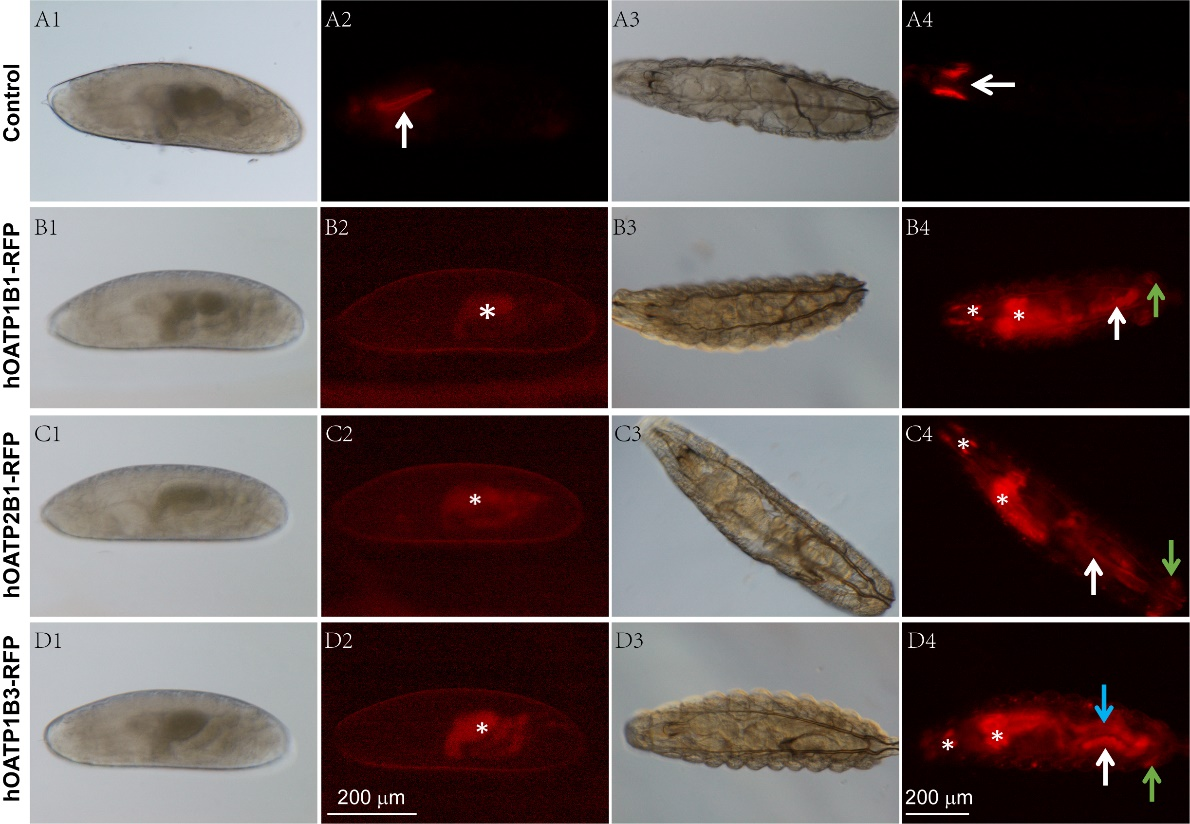 Control
A1
A2
A3
A4
hOATP1B1-RFP
B1
B2
*
B3
B4
*
*
hOATP2B1-RFP
C1
C2
*
C3
C4
*
*
hOATP1B3-RFP
D1
D2
*
200 μm
D3
D4
*
*
200 μm